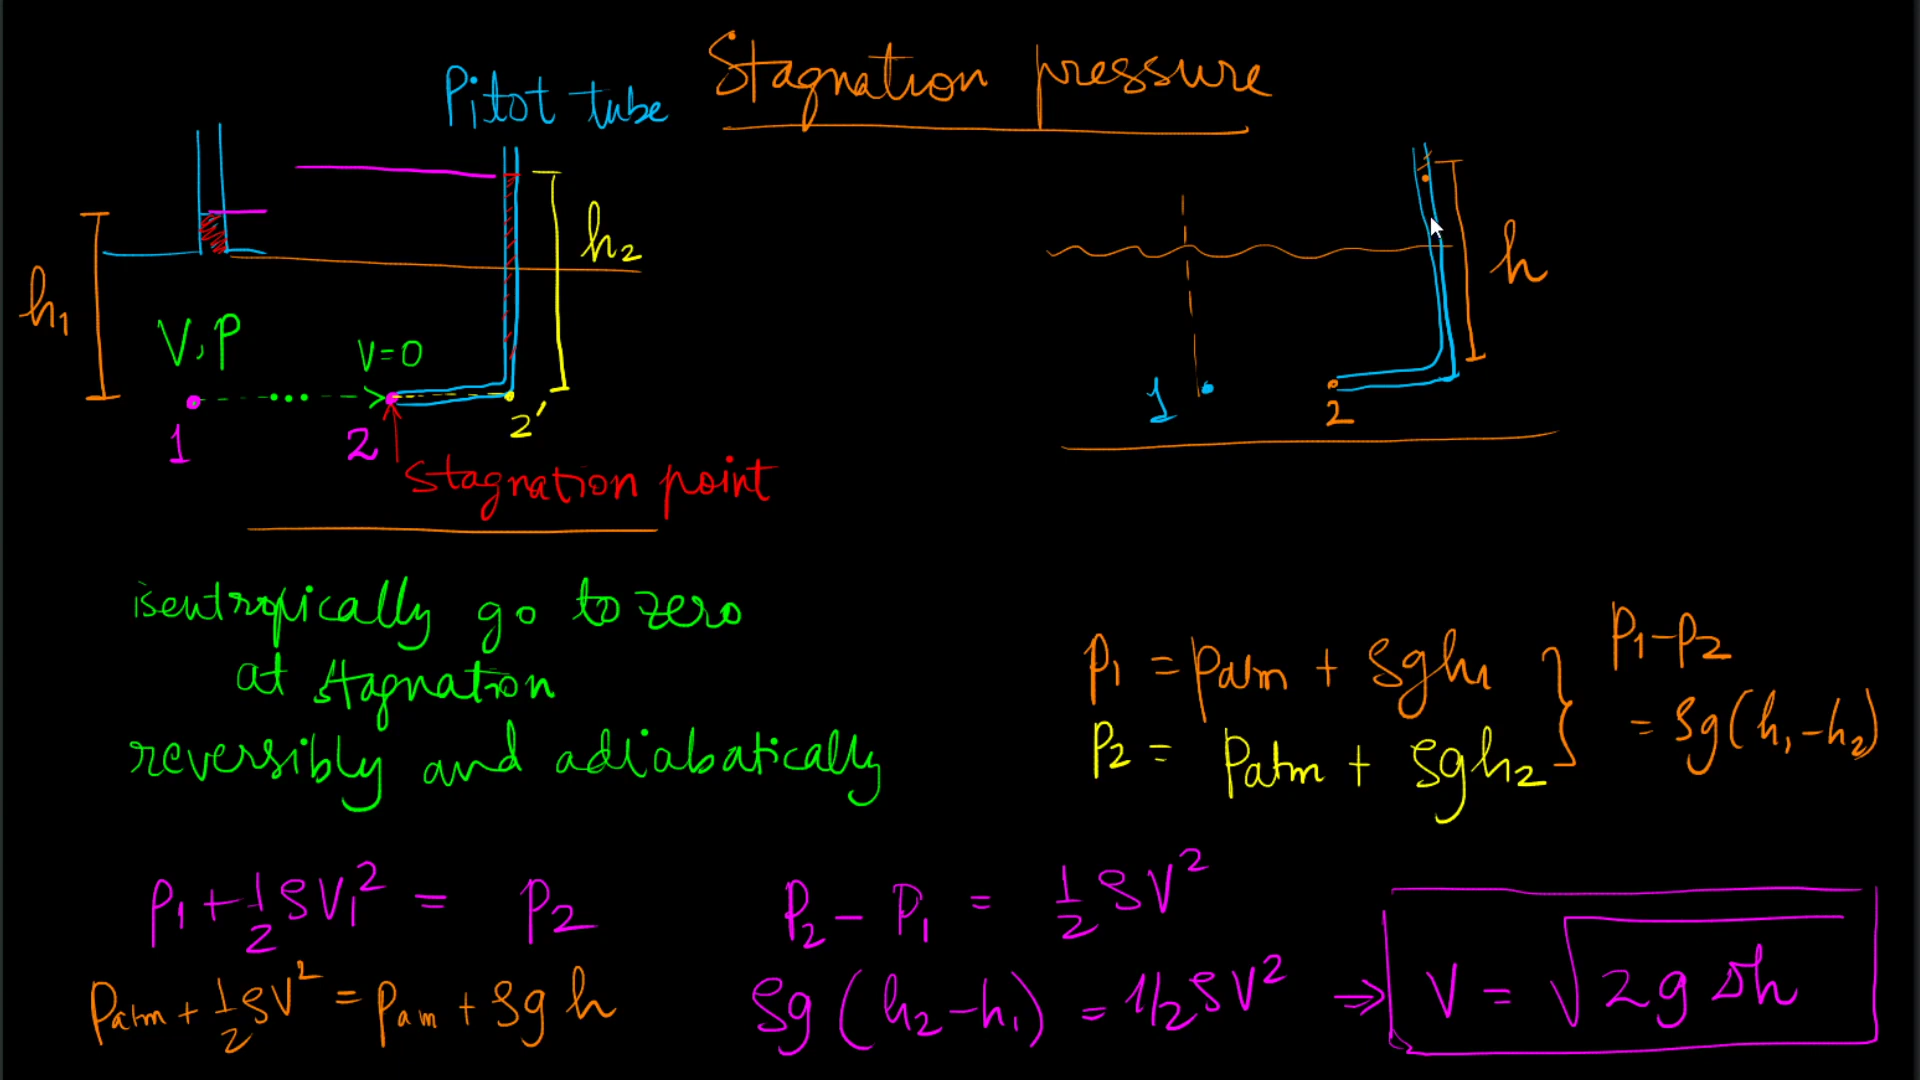 Stagnation pressure
Pitot tube
h₁
h₂
V, P
V=0
1
2
2'
Stagnation point
h
1
2
isentropically go to zero
at stagnation
reversibly and adiabatically
P₁ = Patm + ρgh₁
P₂ = Patm + ρgh₂
P₁-P₂
= ρg(h₁-h₂)
P₁ + 1/2 ρV₁² = P₂
Patm + 1/2 ρV² = Pam + ρg h
P₂ - P₁ = 1/2 ρV²
ρg (h₂-h₁) = 1/2 ρV² ⇒ V = √2gΔh